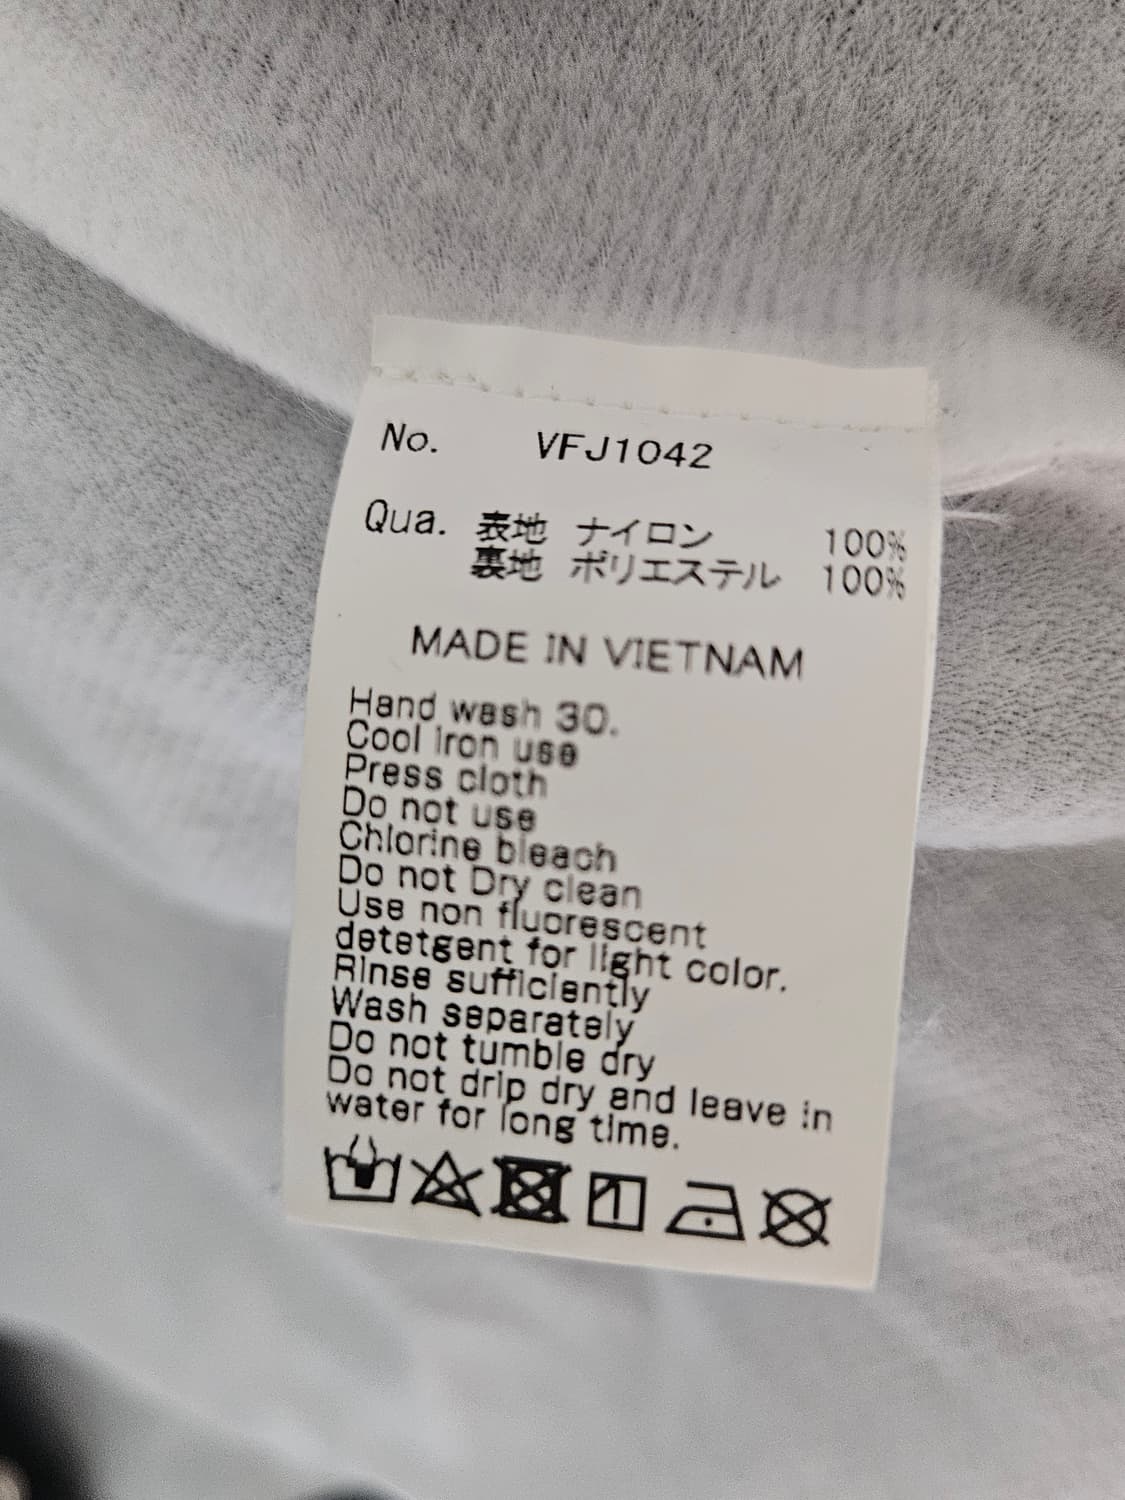 No. VFJ1042
Qua. 表地 ナイロン 100%
裏地 ポリエステル 100%
MADE IN VIETNAM
Hand wash 30.
Cool iron use
Press cloth
Do not use
Chlorine bleach
Do not Dry clean
Use non fluorescent
detetgent for light color.
Rinse sufficiently
Wash separately
Do not tumble dry
Do not drip dry and leave in
water for long time.